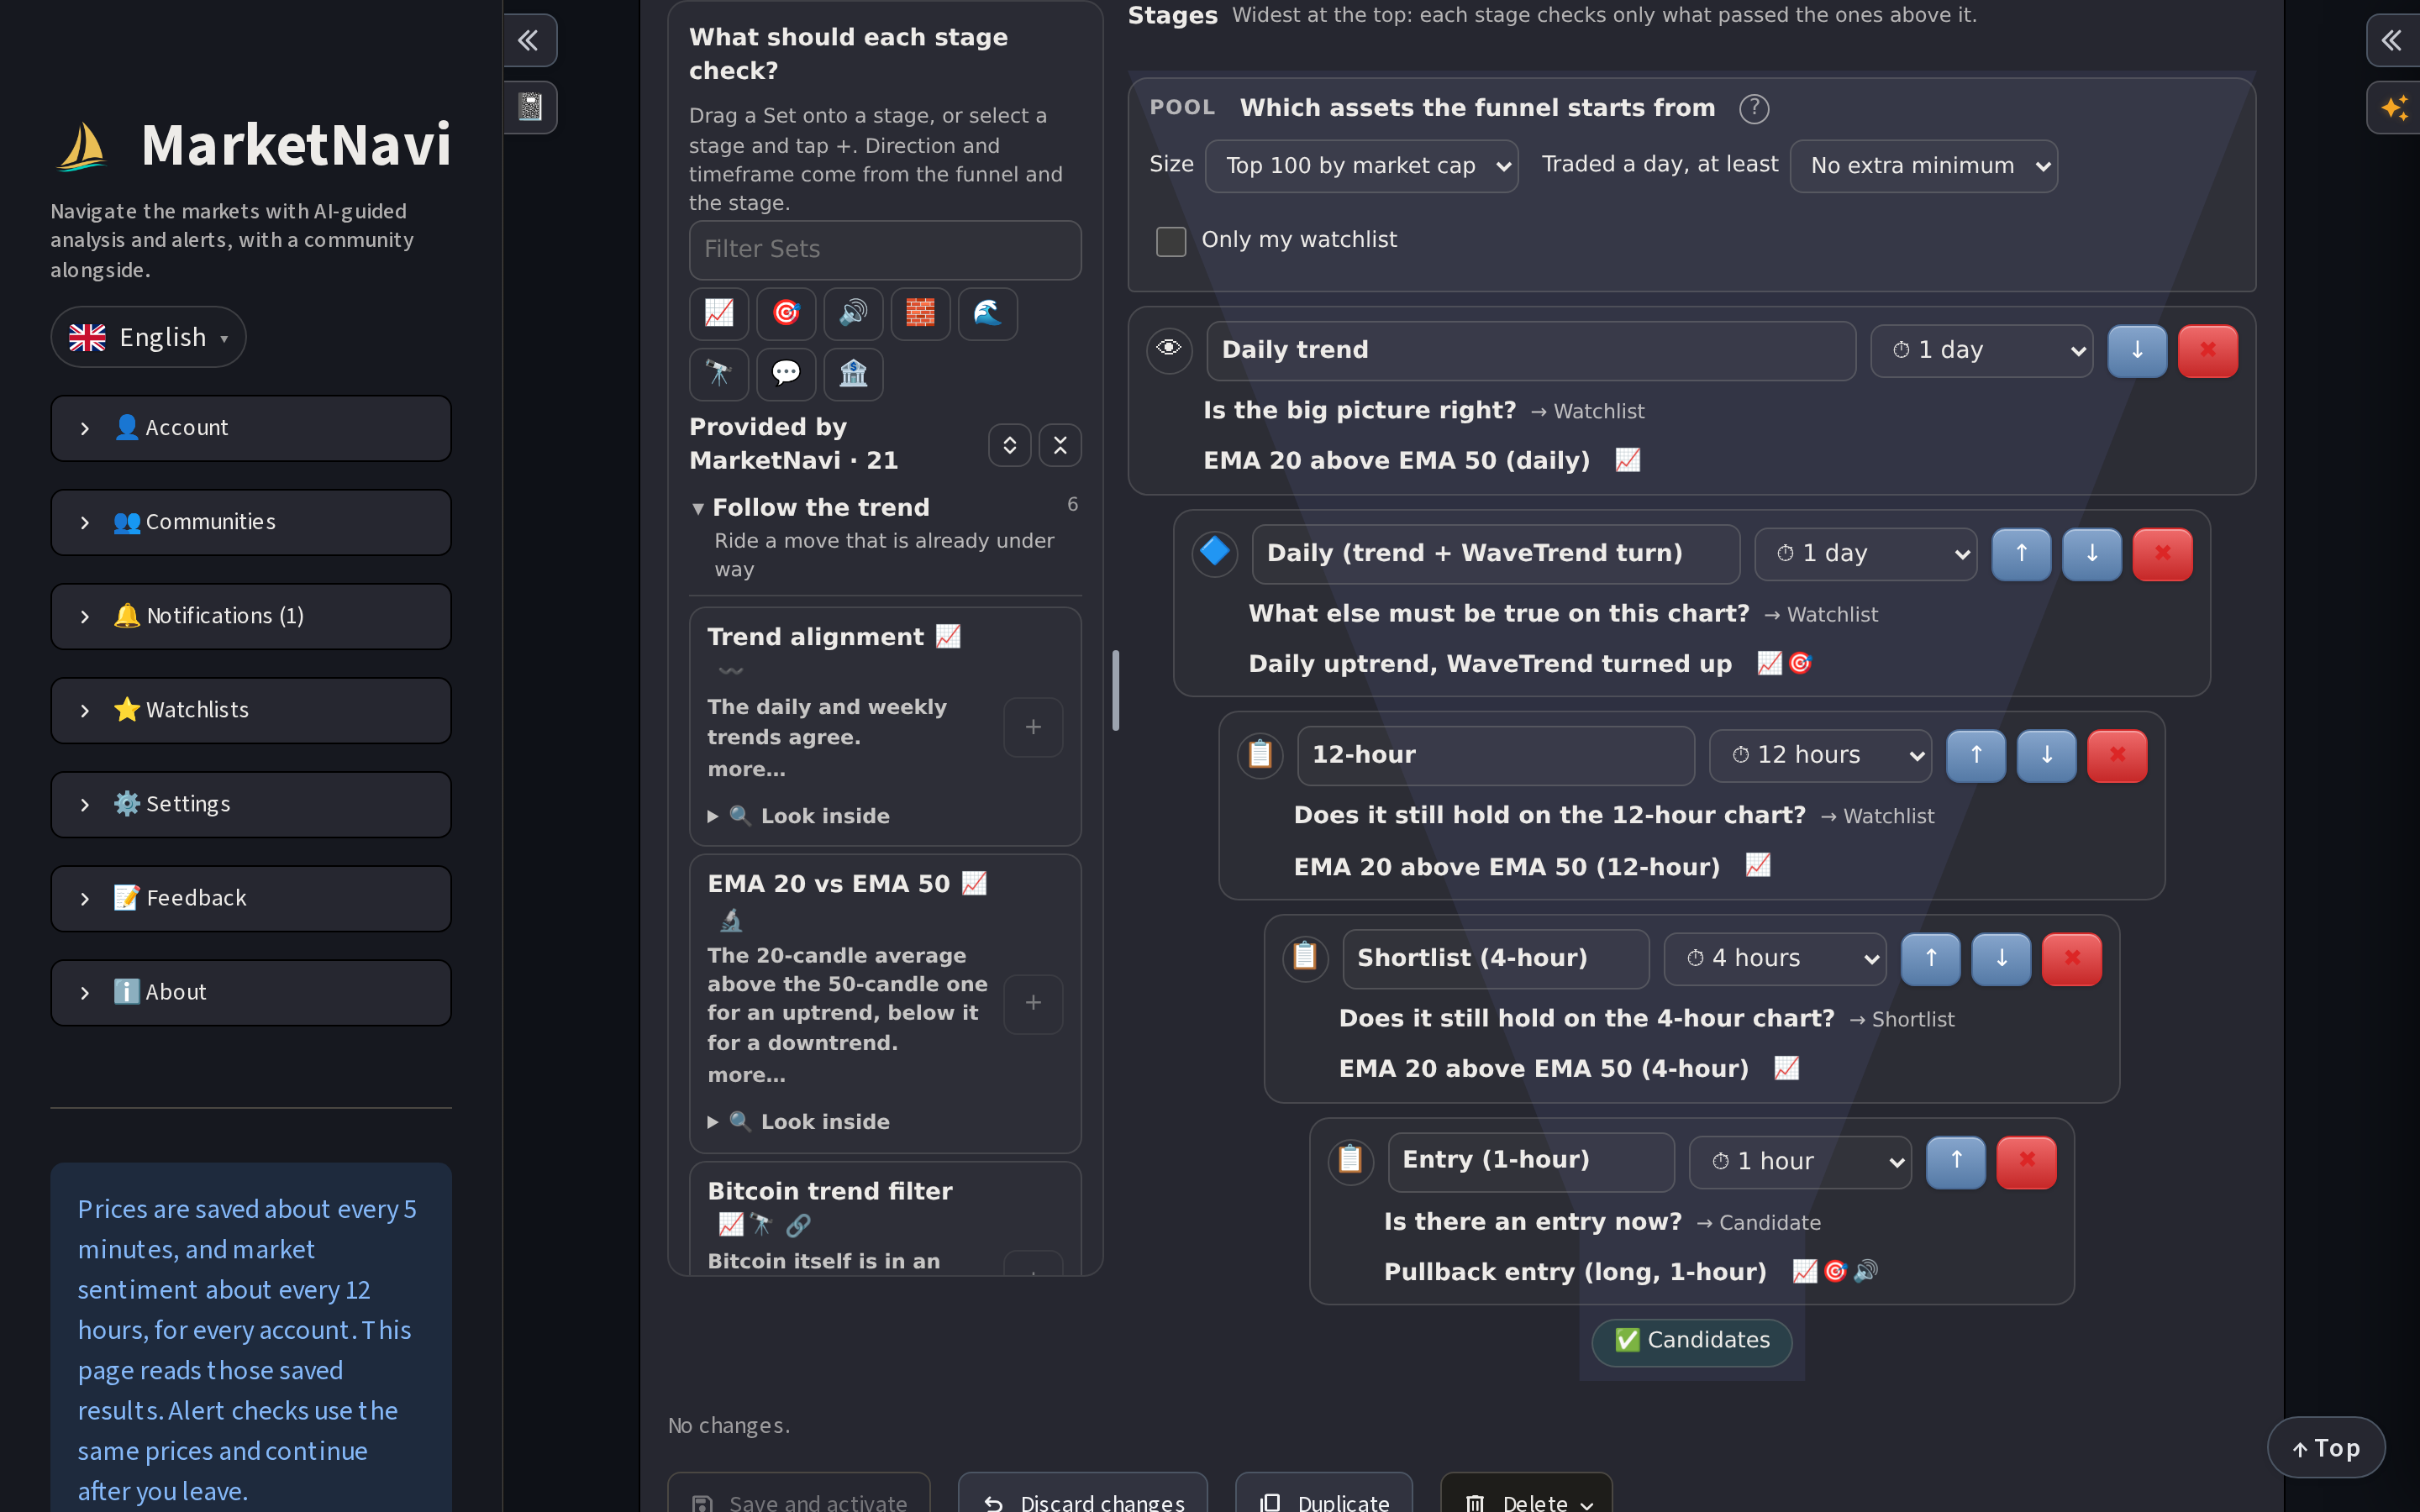 MarketNavi
Navigate the markets with AI-guided
analysis and alerts, with a community
alongside.
English
Account
Communities
Notifications (1)
Watchlists
Settings
Feedback
About
Prices are saved about every 5
minutes, and market
sentiment about every 12
hours, for every account. This
page reads those saved
results. Alert checks use the
same prices and continue
after you leave.
What should each stage
check?
Drag a Set onto a stage, or select a
stage and tap +. Direction and
timeframe come from the funnel and
the stage.
Filter Sets
Provided by
MarketNavi · 21
Follow the trend 6
Ride a move that is already under
way
Trend alignment
The daily and weekly
trends agree.
more...
Look inside
EMA 20 vs EMA 50
The 20-candle average
above the 50-candle one
for an uptrend, below it
for a downtrend.
more...
Look inside
Bitcoin trend filter
Bitcoin itself is in an
Stages Widest at the top: each stage checks only what passed the ones above it.
POOL Which assets the funnel starts from ?
Size Top 100 by market cap Traded a day, at least No extra minimum
Only my watchlist
Daily trend 1 day
Is the big picture right? → Watchlist
EMA 20 above EMA 50 (daily)
Daily (trend + WaveTrend turn) 1 day
What else must be true on this chart? → Watchlist
Daily uptrend, WaveTrend turned up
12-hour 12 hours
Does it still hold on the 12-hour chart? → Watchlist
EMA 20 above EMA 50 (12-hour)
Shortlist (4-hour) 4 hours
Does it still hold on the 4-hour chart? → Shortlist
EMA 20 above EMA 50 (4-hour)
Entry (1-hour) 1 hour
Is there an entry now? → Candidate
Pullback entry (long, 1-hour)
Candidates
No changes.
Save and activate Discard changes Duplicate Delete
↑ Top